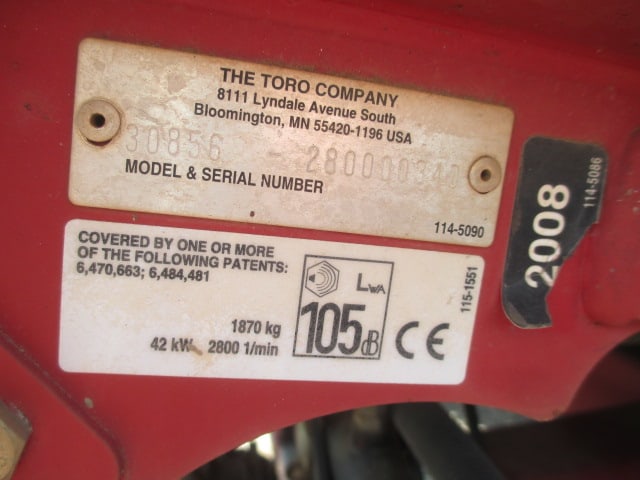 THE TORO COMPANY
8111 Lyndale Avenue South
Bloomington, MN 55420-1196 USA
30856 -
MODEL & SERIAL NUMBER
114-5090
2008
114-5086
COVERED BY ONE OR MORE
OF THE FOLLOWING PATENTS:
6,470,663; 6,484,481
1870 kg
42 kW 2800 1/min
LWA
105 dB
CE
115-1551